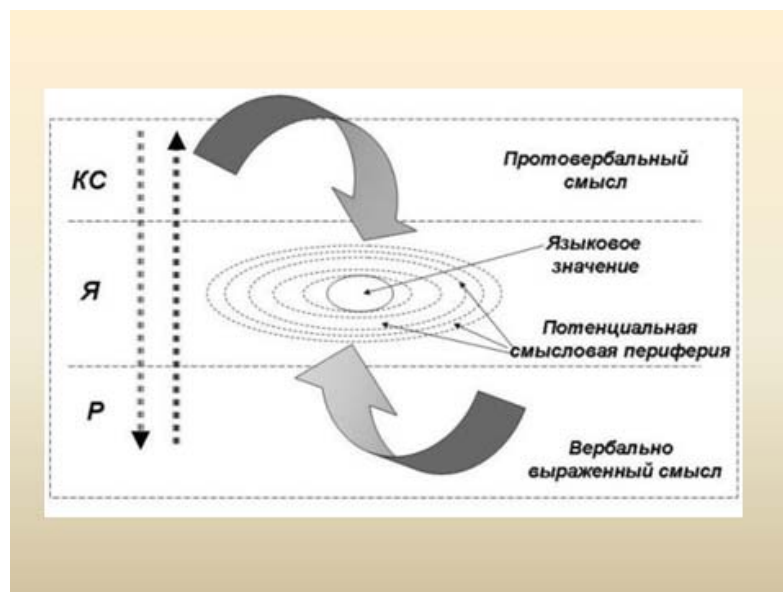 КС
Протовербальный
смысл
Языковое
значение
Я
Потенциальная
смысловая периферия
Р
Вербально
выраженный смысл